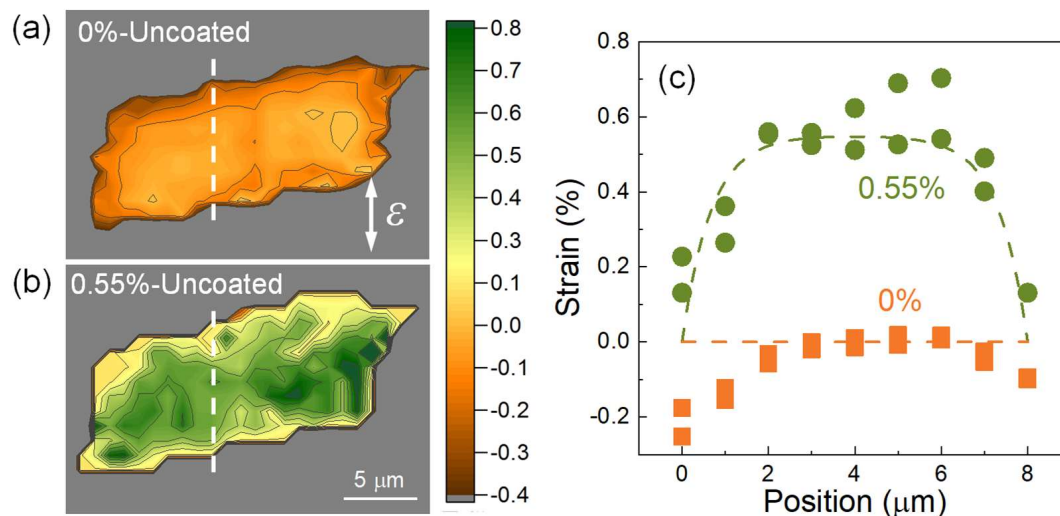 (a)
0%-Uncoated
ε
(b)
0.55%-Uncoated
5 μm
0.8
0.7
0.6
0.5
0.4
0.3
0.2
0.1
0.0
-0.1
-0.2
-0.3
-0.4
(c)
0.8
0.6
0.4
0.2
0.0
-0.2
Strain (%)
0.55%
0%
0 2 4 6 8
Position (μm)